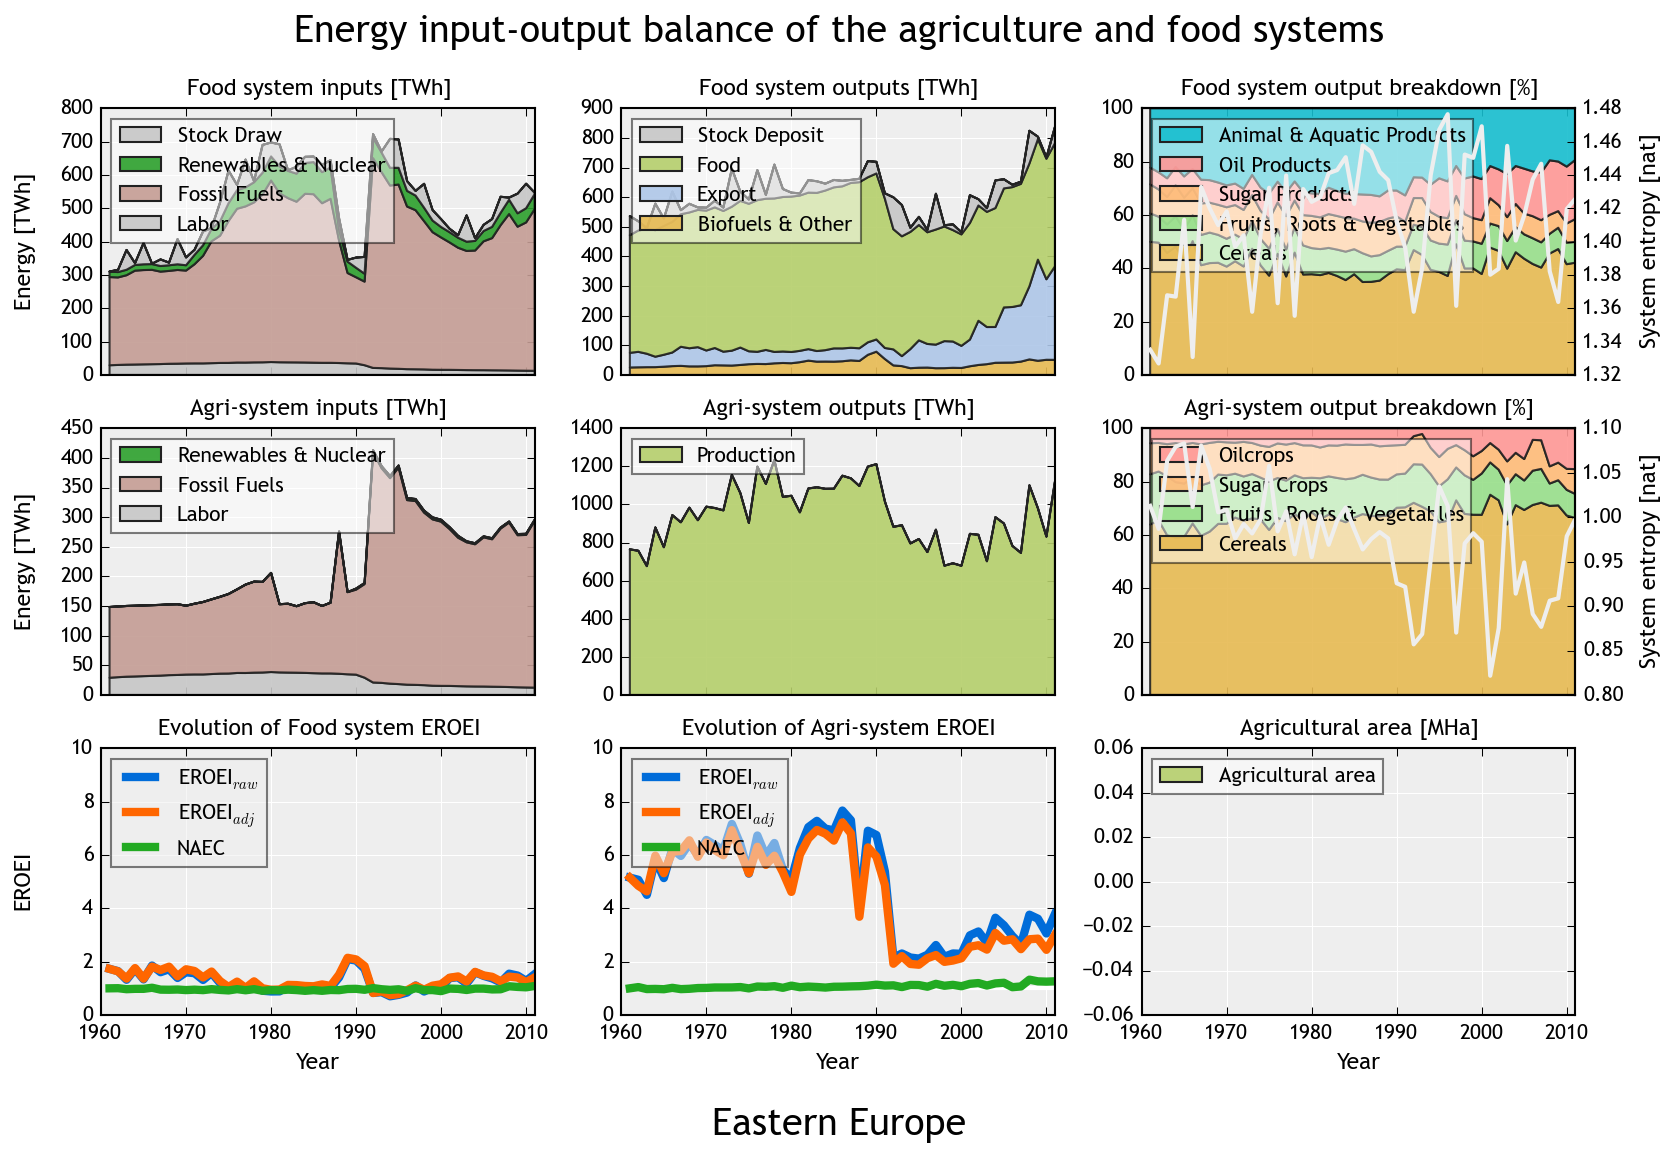 Energy input-output balance of the agriculture and food systems
Food system inputs [TWh]
Energy [TWh]
800
700
600
500
400
300
200
100
0
Stock Draw
Renewables & Nuclear
Fossil Fuels
Labor
Food system outputs [TWh]
900
800
700
600
500
400
300
200
100
0
Stock Deposit
Food
Export
Biofuels & Other
Food system output breakdown [%]
100
80
60
40
20
0
Animal & Aquatic Products
Oil Products
Sugar Products
Fruits, Roots & Vegetables
Cereals
1.48
1.46
1.44
1.42
1.40
1.38
1.36
1.34
1.32
System entropy [nat]
Agri-system inputs [TWh]
Energy [TWh]
450
400
350
300
250
200
150
100
50
0
Renewables & Nuclear
Fossil Fuels
Labor
Agri-system outputs [TWh]
1400
1200
1000
800
600
400
200
0
Production
Agri-system output breakdown [%]
100
80
60
40
20
0
Oilcrops
Sugar Crops
Fruits, Roots & Vegetables
Cereals
1.10
1.05
1.00
0.95
0.90
0.85
0.80
System entropy [nat]
Evolution of Food system EROEI
EROEI
10
8
6
4
2
0
EROEI raw
EROEI adj
NAEC
1960 1970 1980 1990 2000 2010
Year
Evolution of Agri-system EROEI
10
8
6
4
2
0
EROEI raw
EROEI adj
NAEC
1960 1970 1980 1990 2000 2010
Year
Agricultural area [MHa]
0.06
0.04
0.02
0.00
−0.02
−0.04
−0.06
Agricultural area
1960 1970 1980 1990 2000 2010
Year
Eastern Europe